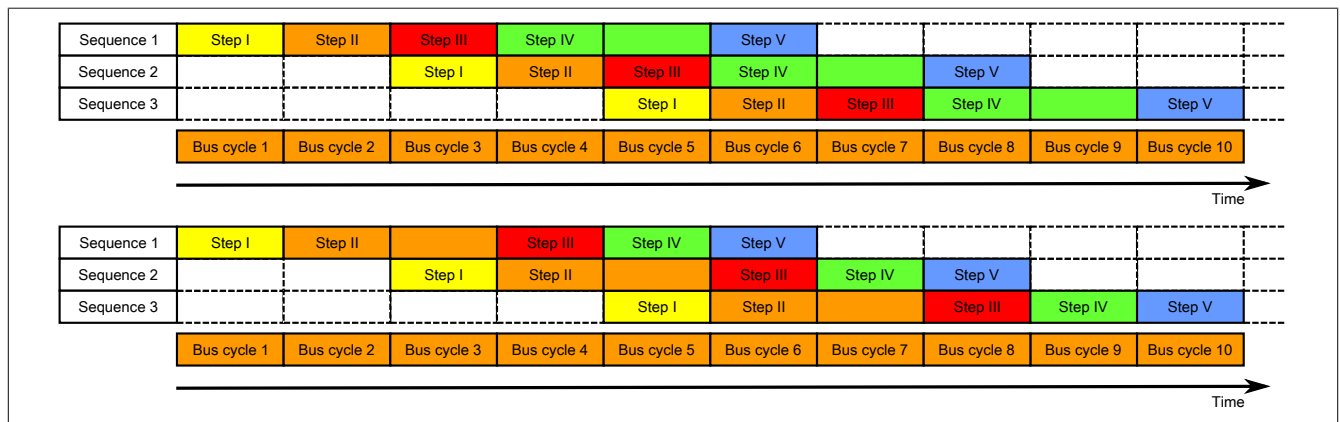 Sequence 1 Step I Step II Step III Step IV Step V
Sequence 2 Step I Step II Step III Step IV Step V
Sequence 3 Step I Step II Step III Step IV Step V
Bus cycle 1 Bus cycle 2 Bus cycle 3 Bus cycle 4 Bus cycle 5 Bus cycle 6 Bus cycle 7 Bus cycle 8 Bus cycle 9 Bus cycle 10
Time
Sequence 1 Step I Step II Step III Step IV Step V
Sequence 2 Step I Step II Step III Step IV Step V
Sequence 3 Step I Step II Step III Step IV Step V
Bus cycle 1 Bus cycle 2 Bus cycle 3 Bus cycle 4 Bus cycle 5 Bus cycle 6 Bus cycle 7 Bus cycle 8 Bus cycle 9 Bus cycle 10
Time